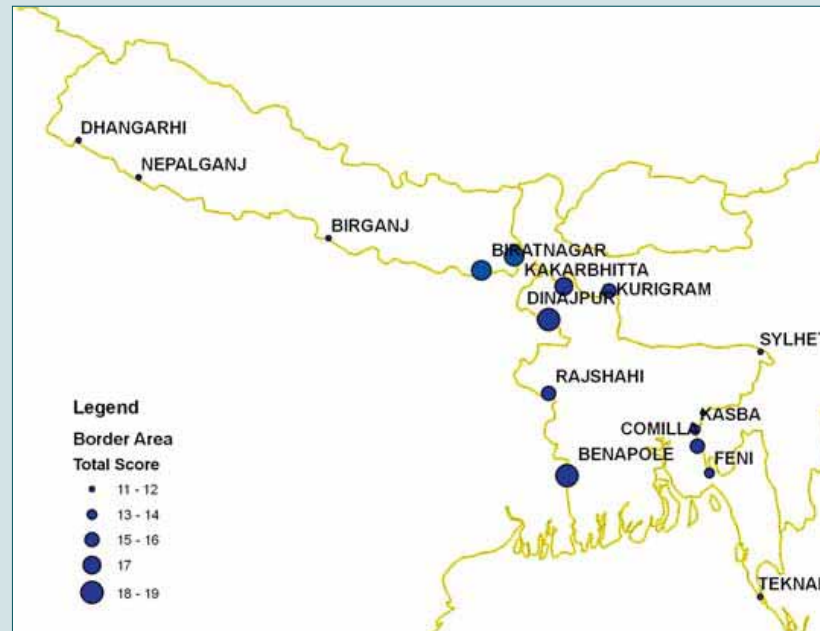 DHANGARHI
NEPALGANJ
BIRGANJ
BIRATNAGAR
KAKARBHITTA
DINAJPUR
KURIGRAM
SYLHET
RAJSHAHI
KASBA
COMILLA
BENAPOLE
FENI
TEKNAF
Legend
Border Area
Total Score
11 - 12
13 - 14
15 - 16
17
18 - 19